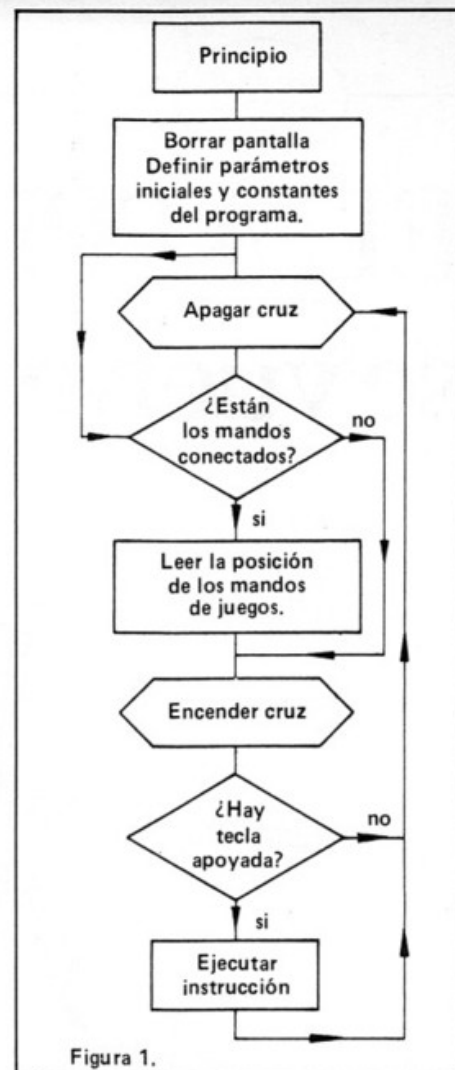 Principio
Borrar pantalla
Definir parámetros
iniciales y constantes
del programa.
Apagar cruz
¿Están
los mandos
conectados?
no
si
Leer la posición
de los mandos
de juegos.
Encender cruz
¿Hay
tecla
apoyada?
no
si
Ejecutar
instrucción
Figura 1.